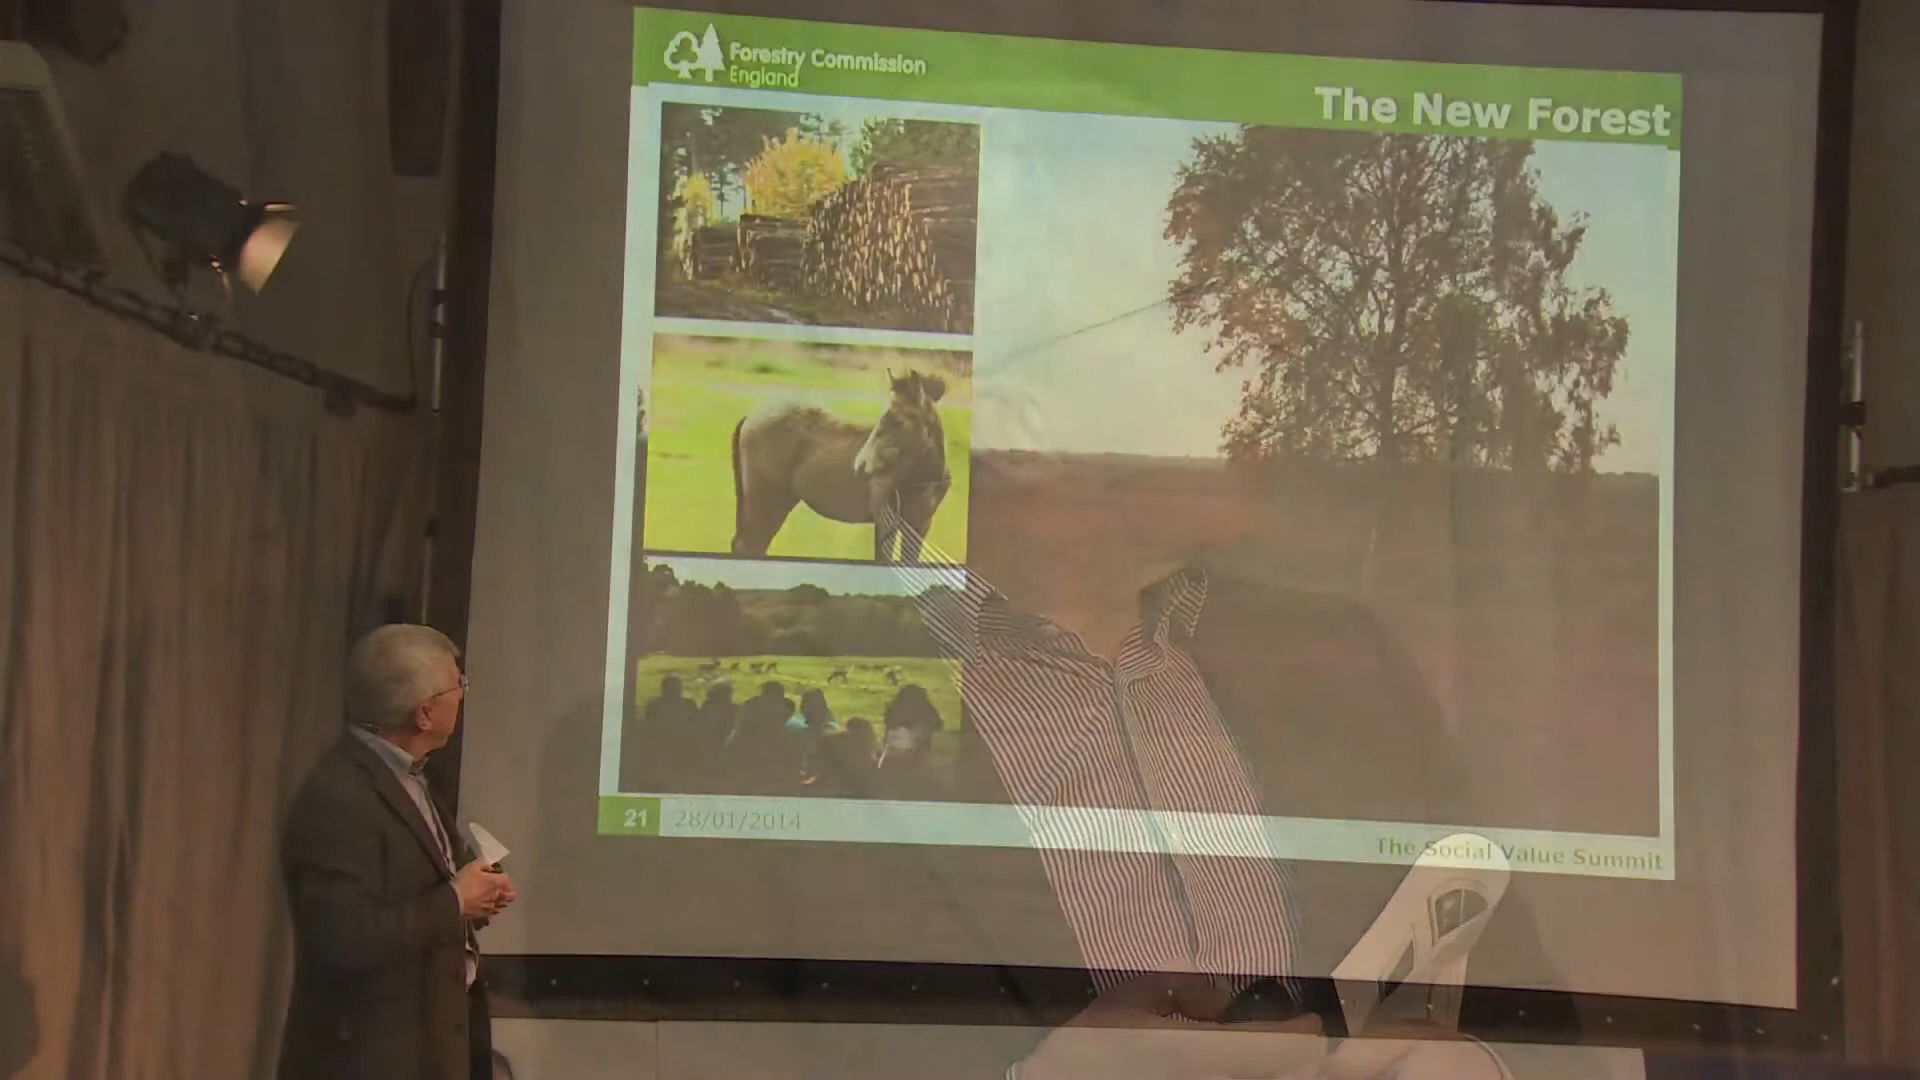 Forestry Commission
England
The New Forest
21
28/01/2014
The Social Value Summit